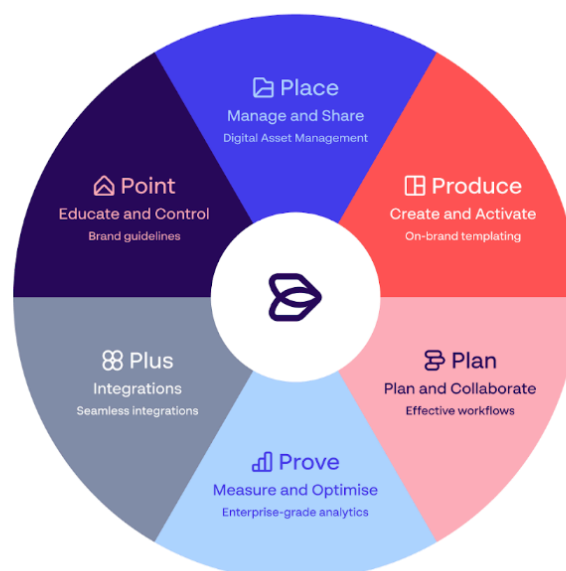 Place
Manage and Share
Digital Asset Management
Produce
Create and Activate
On-brand templating
Plan
Plan and Collaborate
Effective workflows
Prove
Measure and Optimise
Enterprise-grade analytics
Plus
Integrations
Seamless integrations
Point
Educate and Control
Brand guidelines